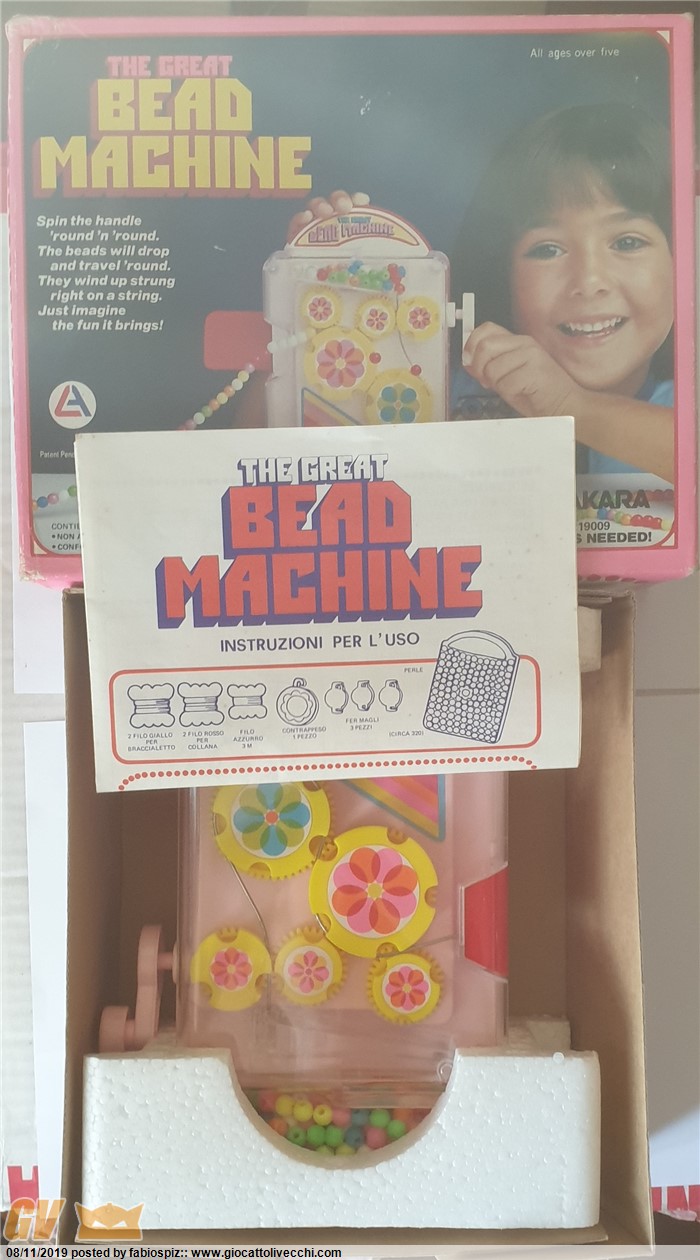 All ages over five
THE GREAT
BEAD
MACHINE
Spin the handle
'round 'n 'round.
The beads will drop
and travel 'round.
They wind up strung
right on a string.
Just imagine
the fun it brings!
THE GREAT
BEAD MACHINE
Patent
19009
NEEDED!
THE GREAT
BEAD
MACHINE
INSTRUZIONI PER L'USO
PERLE
2 FILO GIALLO
PER
BRACCIALETTO
2 FILO ROSSO
PER
COLLANA
FILO
AZZURRO
3 M
CONTRAPPESO
1 PEZZO
FER MAGLI
3 PEZZI
(CIRCA 320)
GV
08/11/2019 posted by fabiospiz:: www.giocattolivecchi.com